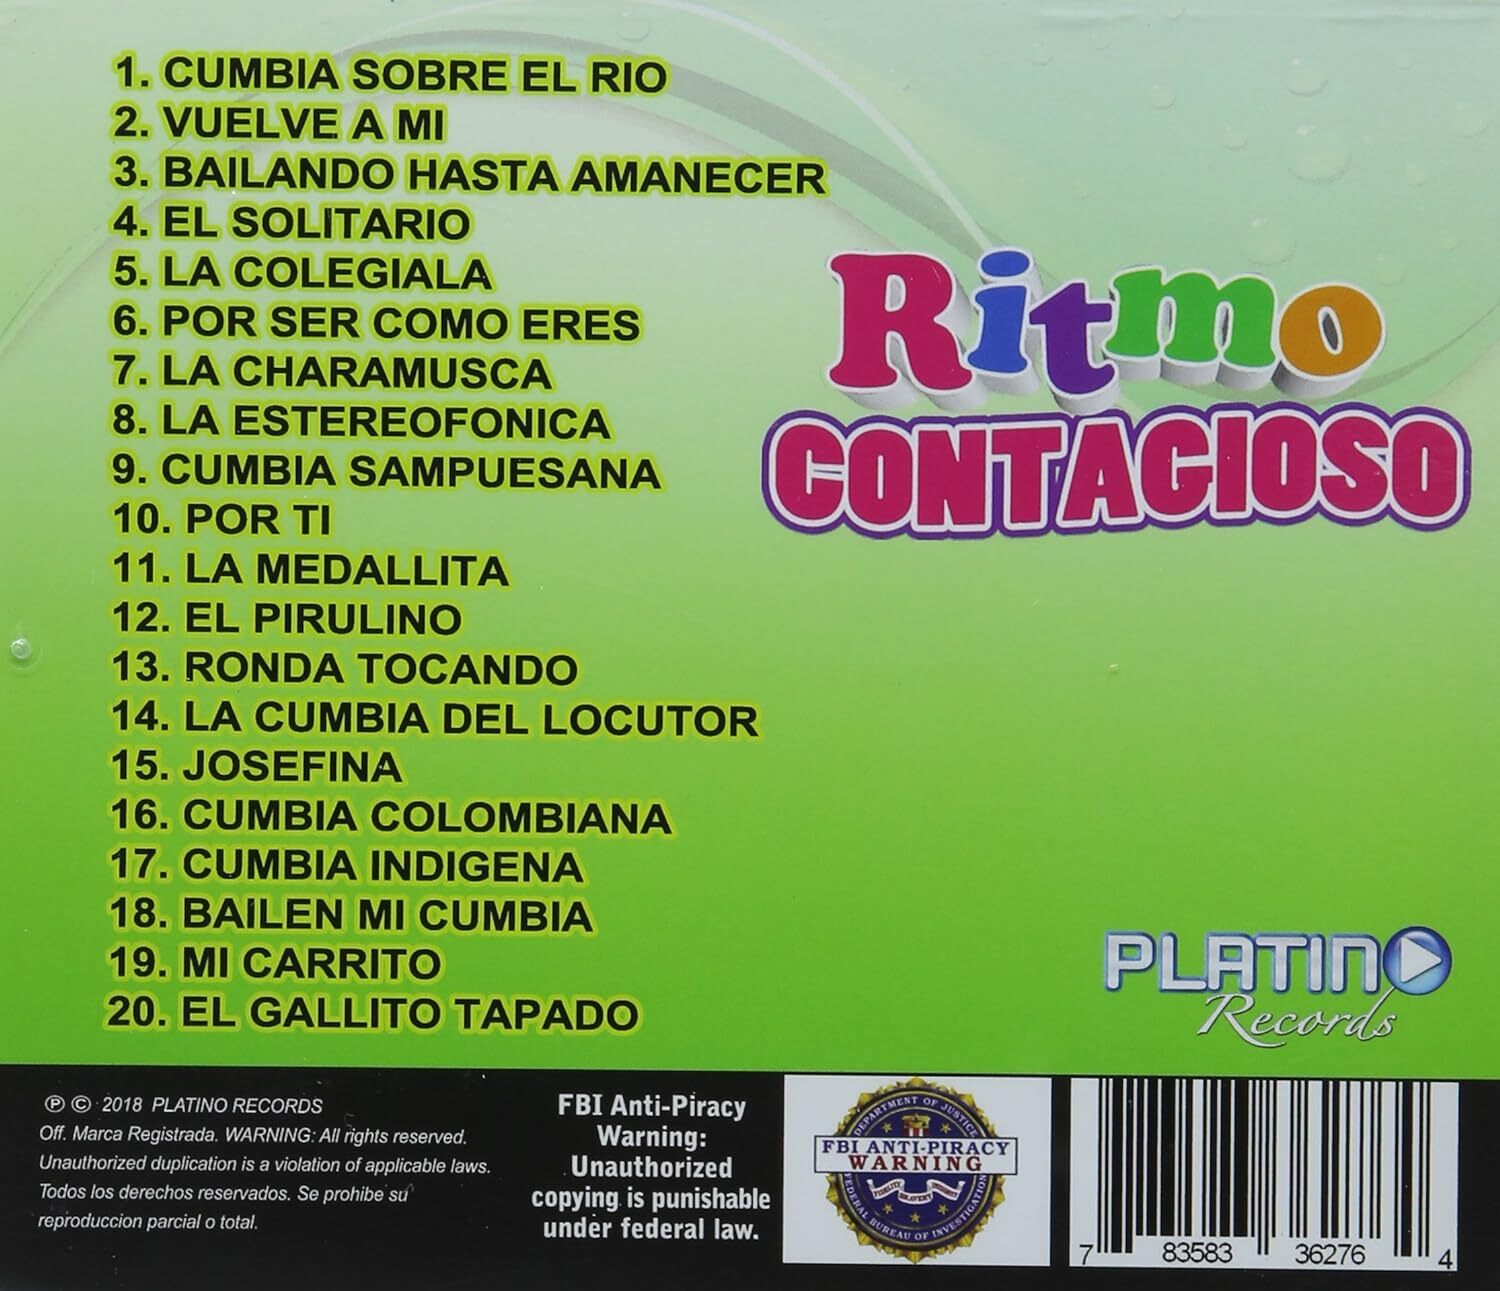 1. CUMBIA SOBRE EL RIO
2. VUELVE A MI
3. BAILANDO HASTA AMANECER
4. EL SOLITARIO
5. LA COLEGIALA
6. POR SER COMO ERES
7. LA CHARAMUSCA
8. LA ESTEREOFONICA
9. CUMBIA SAMPUESANA
10. POR TI
11. LA MEDALLITA
12. EL PIRULINO
13. RONDA TOCANDO
14. LA CUMBIA DEL LOCUTOR
15. JOSEFINA
16. CUMBIA COLOMBIANA
17. CUMBIA INDIGENA
18. BAILEN MI CUMBIA
19. MI CARRITO
20. EL GALLITO TAPADO
Ritmo
CONTAGIOSO
PLATINO
Records
℗ © 2018 PLATINO RECORDS
Off. Marca Registrada. WARNING: All rights reserved.
Unauthorized duplication is a violation of applicable laws.
Todos los derechos reservados. Se prohibe su
reproduccion parcial o total.
FBI Anti-Piracy
Warning:
Unauthorized
copying is punishable
under federal law.
DEPARTMENT OF JUSTICE
FBI ANTI-PIRACY
WARNING
FIDELITY BRAVERY INTEGRITY
FEDERAL BUREAU OF INVESTIGATION
7 83583 36276 4